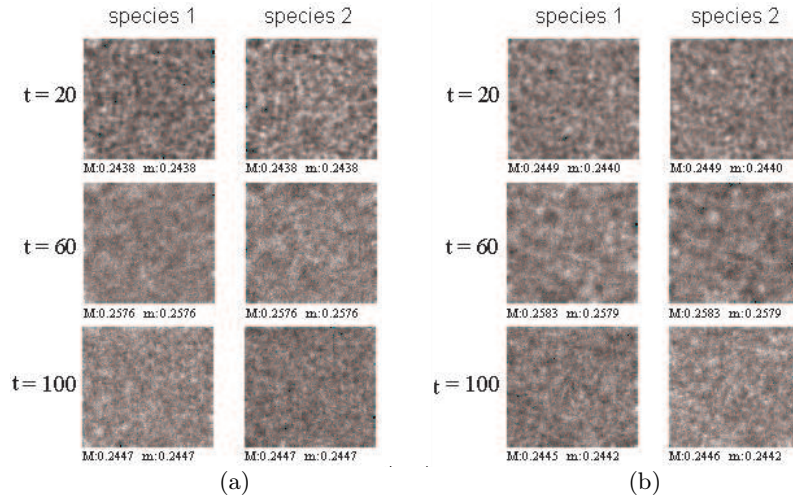 species 1 species 2 species 1 species 2
t = 20 t = 20
M:0.2438 m:0.2438 M:0.2438 m:0.2438 M:0.2449 m:0.2440 M:0.2449 m:0.2440
t = 60 t = 60
M:0.2576 m:0.2576 M:0.2576 m:0.2576 M:0.2583 m:0.2579 M:0.2583 m:0.2579
t = 100 t = 100
M:0.2447 m:0.2447 M:0.2447 m:0.2447 M:0.2445 m:0.2442 M:0.2446 m:0.2442
(a) (b)